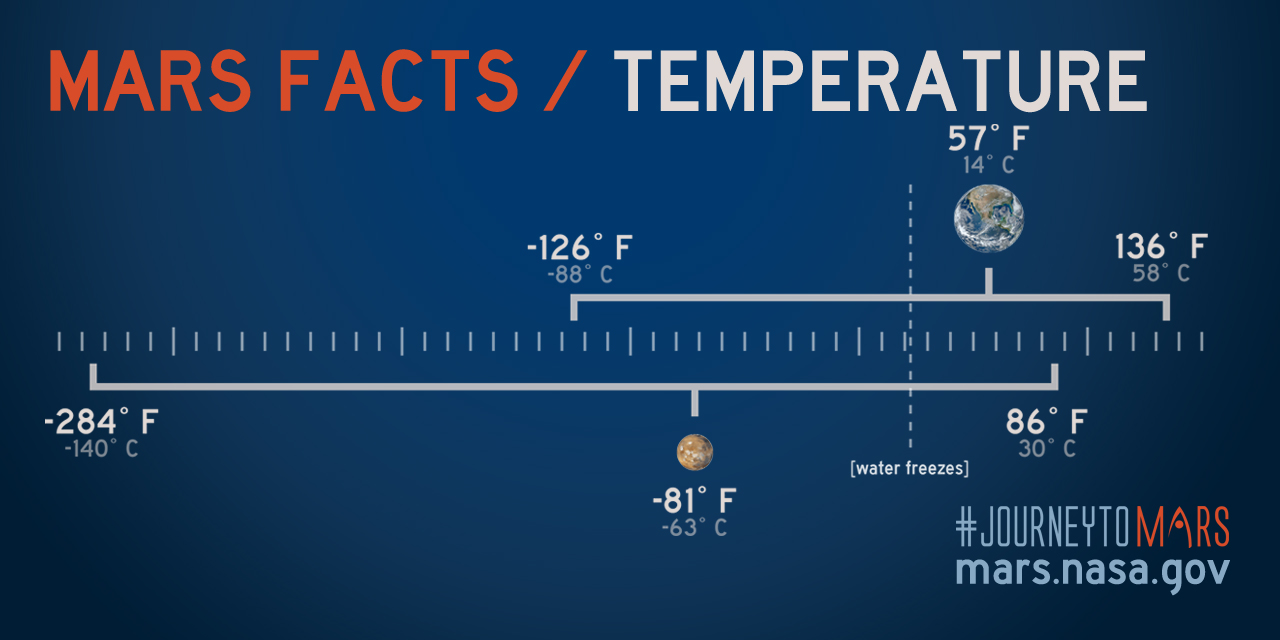 MARS FACTS / TEMPERATURE
57° F
14° C
-126° F
-88° C
136° F
58° C
-284° F
-140° C
86° F
30° C
[water freezes]
-81° F
-63° C
#JOURNEYTOMARS
mars.nasa.gov